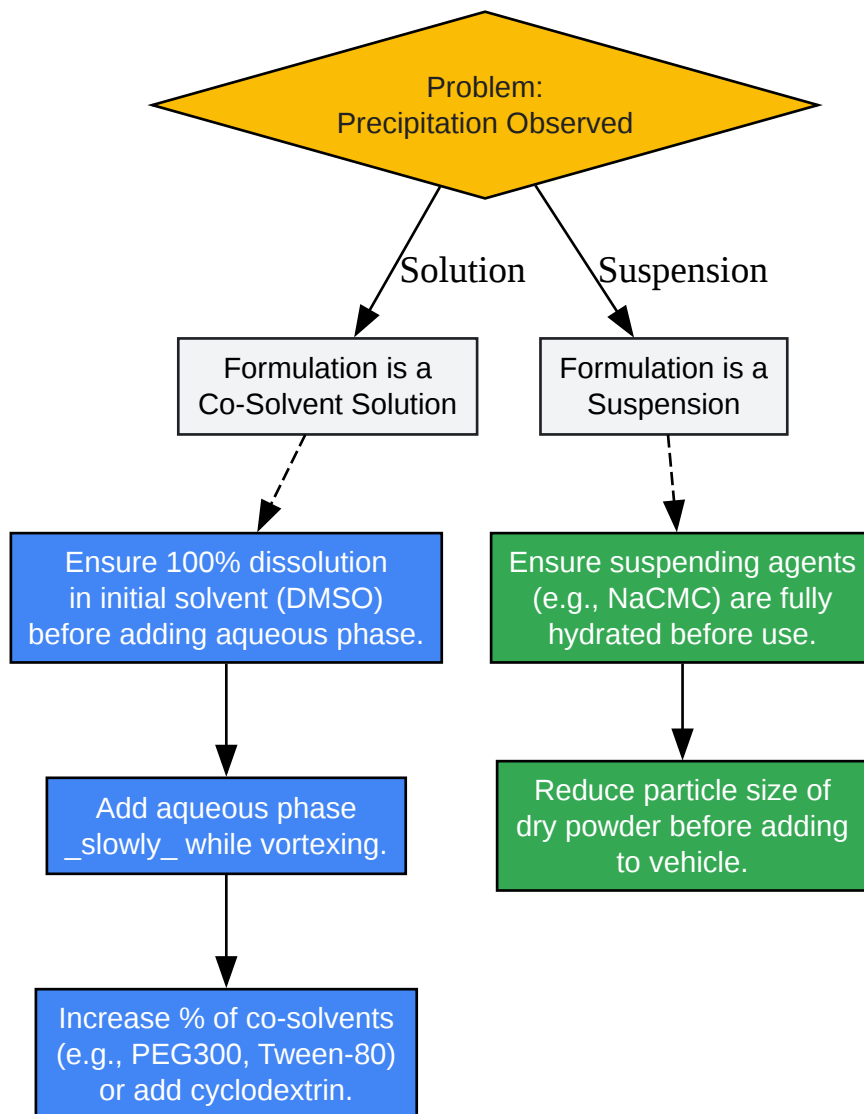 Problem:
Precipitation Observed
Solution
Suspension
Formulation is a
Co-Solvent Solution
Formulation is a
Suspension
Ensure 100% dissolution
in initial solvent (DMSO)
before adding aqueous phase.
Ensure suspending agents
(e.g., NaCMC) are fully
hydrated before use.
Add aqueous phase
_slowly_ while vortexing.
Reduce particle size of
dry powder before adding
to vehicle.
Increase % of co-solvents
(e.g., PEG300, Tween-80)
or add cyclodextrin.